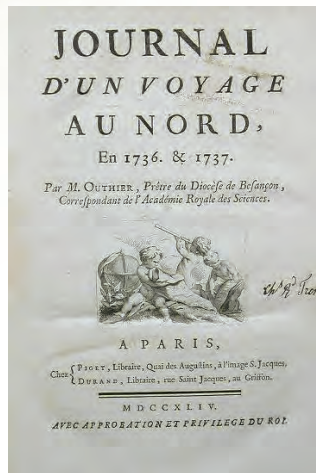 JOURNAL
D'UN VOYAGE
AU NORD,
En 1736. & 1737.
Par M. OUTHIER, Prêtre du Diocèse de Besançon,
Correspondant de l'Académie Royale des Sciences.
A PARIS,
Chez { PIGET, Libraire, Quai des Augustins, à l'image S. Jacques.
DURAND, Libraire, rue Saint Jacques, au Griffon.
MDCCXLIV.
AVEC APPROBATION ET PRIVILEGE DU ROI.